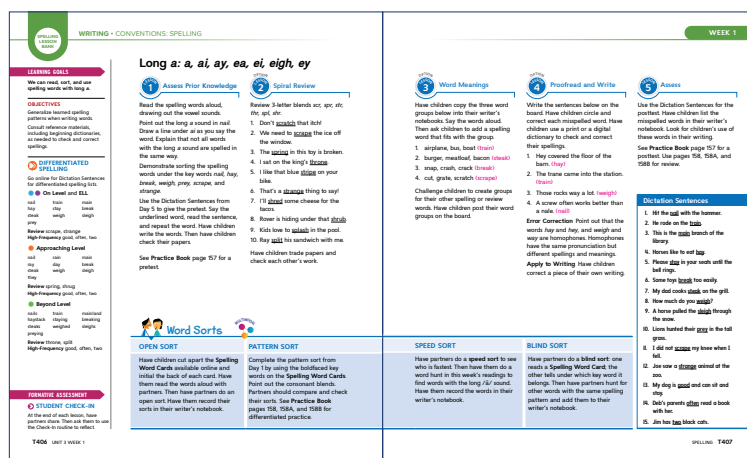 SPELLING
LESSON
BANK
WRITING • CONVENTIONS: SPELLING
WEEK 1
LEARNING GOALS
We can read, sort, and use
spelling words with long a.
OBJECTIVES
Generalize learned spelling
patterns when writing words.
Consult reference materials,
including beginning dictionaries,
as needed to check and correct
spellings.
DIFFERENTIATED
SPELLING
Go online for Dictation Sentences
for differentiated spelling lists.
On Level and ELL
nail train main
hay stay break
steak weigh sleigh
prey
Review scrape, strange
High-Frequency good, often, two
Approaching Level
nail rain main
ray day break
steak weigh sleigh
they
Review spring, shrug
High-Frequency good, often, two
Beyond Level
nails train mainland
haystack staying breaking
steaks weighed sleighs
preying
Review throne, split
High-Frequency good, often, two
FORMATIVE ASSESSMENT
STUDENT CHECK-IN
At the end of each lesson, have
partners share. Then ask them to use
the Check-In routine to reflect.
T406 UNIT 3 WEEK 1
Long a: a, ai, ay, ea, ei, eigh, ey
LESSON
1 Assess Prior Knowledge
Read the spelling words aloud,
drawing out the vowel sounds.
Point out the long a sound in nail.
Draw a line under ai as you say the
word. Explain that not all words
with the long a sound are spelled in
the same way.
Demonstrate sorting the spelling
words under the key words nail, hay,
break, weigh, prey, scrape, and
strange.
Use the Dictation Sentences from
Day 5 to give the pretest. Say the
underlined word, read the sentence,
and repeat the word. Have children
write the words. Then have children
check their papers.
See Practice Book page 157 for a
pretest.
OPTION
2 Spiral Review
Review 3-letter blends scr, spr, str,
thr, spl, shr.
1. Don't scratch that itch!
2. We need to scrape the ice off
the window.
3. The spring in this toy is broken.
4. I sat on the king's throne.
5. I like that blue stripe on your
bike.
6. That's a strange thing to say!
7. I'll shred some cheese for the
tacos.
8. Rower is hiding under that shrub.
9. Kids love to splash in the pool.
10. Ray split his sandwich with me.
Have children trade papers and
check each other's work.
OPTION
3 Word Meanings
Have children copy the three word
groups below into their writer's
notebook. Say the words aloud.
Then ask children to add a spelling
word that fits with the group.
1. airplane, bus, boat (train)
2. burger, meatloaf, bacon (steak)
3. snap, crash, crack (break)
4. cut, grate, scratch (scrape)
Challenge children to create groups
for their other spelling or review
words. Have children post their word
groups on the board.
OPTION
4 Proofread and Write
Write the sentences below on the
board. Have children circle and
correct each misspelled word. Have
children use a print or a digital
dictionary to check and correct
their spellings.
1. Hey covered the floor of the
barn. (hay)
2. The trane came into the station.
(train)
3. Those rocks way a lot. (weigh)
4. A screw often works better than
a nale. (nail)
Error Correction Point out that the
words hay and hey, and weigh and
way are homophones. Homophones
have the same pronunciation but
different spellings and meanings.
Apply to Writing Have children
correct a piece of their own writing.
LESSON
5 Assess
Use the Dictation Sentences for the
posttest. Have children list the
misspelled words in their writer's
notebook. Look for children's use of
these words in their writing.
See Practice Book page 157 for a
posttest. Use pages 158, 158A, and
158B for review.
Dictation Sentences
1. Hit the nail with the hammer.
2. He rode on the train.
3. This is the main branch of the
library.
4. Horses like to eat hay.
5. Please stay in your seats until the
bell rings.
6. Some toys break too easily.
7. My dad cooks steak on the grill.
8. How much do you weigh?
9. A horse pulled the sleigh through
the snow.
10. Lions hunted their prey in the tall
grass.
11. I did not scrape my knee when I
fell.
12. Joe saw a strange animal at the
zoo.
13. My dog is good and can sit and
stay.
14. Deb's parents often read a book
with her.
15. Jim has two black cats.
Word Sorts
MULTIMODAL
OPEN SORT
Have children cut apart the Spelling
Word Cards available online and
initial the back of each card. Have
them read the words aloud with
partners. Then have partners do an
open sort. Have them record their
sorts in their writer's notebook.
PATTERN SORT
Complete the pattern sort from
Day 1 by using the boldfaced key
words on the Spelling Word Cards.
Point out the consonant blends.
Partners should compare and check
their sorts. See Practice Book
pages 158, 158A, and 158B for
differentiated practice.
SPEED SORT
Have partners do a speed sort to see
who is fastest. Then have them do a
word hunt in this week's readings to
find words with the long /ā/ sound.
Have them record the words in their
writer's notebook.
BLIND SORT
Have partners do a blind sort: one
reads a Spelling Word Card; the
other tells under which key word it
belongs. Then have partners hunt for
other words with the same spelling
pattern and add them to their
writer's notebook.
SPELLING T407